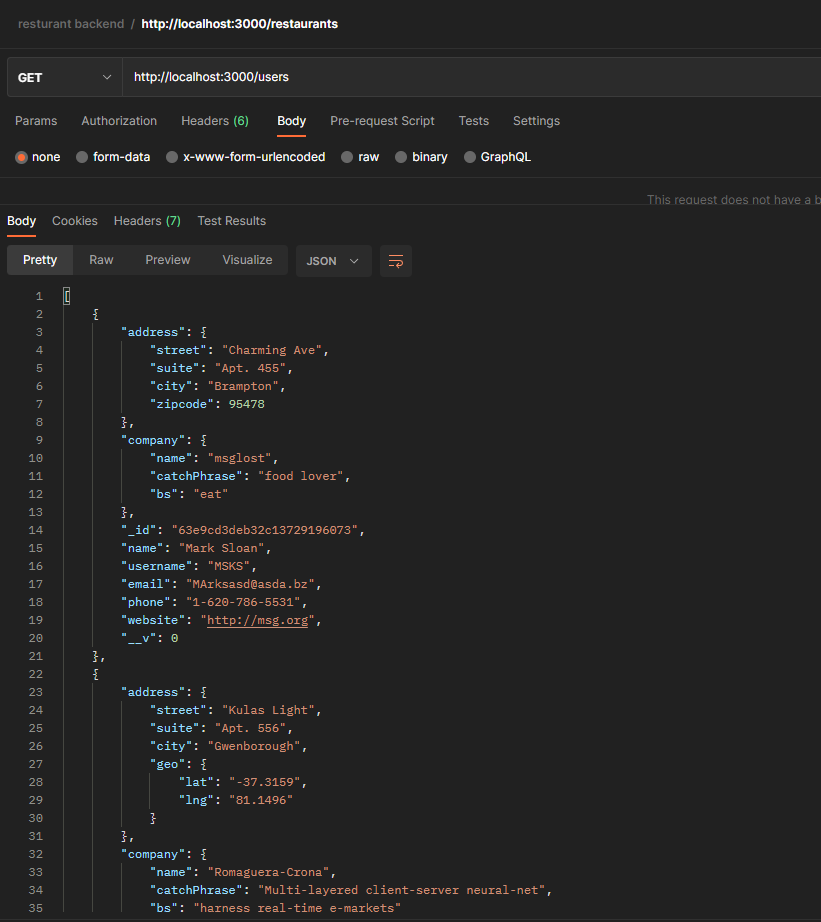 resturant backend / http://localhost:3000/restaurants
GET http://localhost:3000/users
Params Authorization Headers (6) Body Pre-request Script Tests Settings
none form-data x-www-form-urlencoded raw binary GraphQL
This request does not have a b
Body Cookies Headers (7) Test Results
Pretty Raw Preview Visualize JSON
1 [
2 {
3 "address": {
4 "street": "Charming Ave",
5 "suite": "Apt. 455",
6 "city": "Brampton",
7 "zipcode": 95478
8 },
9 "company": {
10 "name": "msglost",
11 "catchPhrase": "food lover",
12 "bs": "eat"
13 },
14 "_id": "63e9cd3deb32c13729196073",
15 "name": "Mark Sloan",
16 "username": "MSKS",
17 "email": "MArksasd@asda.bz",
18 "phone": "1-620-786-5531",
19 "website": "http://msg.org",
20 "__v": 0
21 },
22 {
23 "address": {
24 "street": "Kulas Light",
25 "suite": "Apt. 556",
26 "city": "Gwenborough",
27 "geo": {
28 "lat": "-37.3159",
29 "lng": "81.1496"
30 }
31 },
32 "company": {
33 "name": "Romaguera-Crona",
34 "catchPhrase": "Multi-layered client-server neural-net",
35 "bs": "harness real-time e-markets"